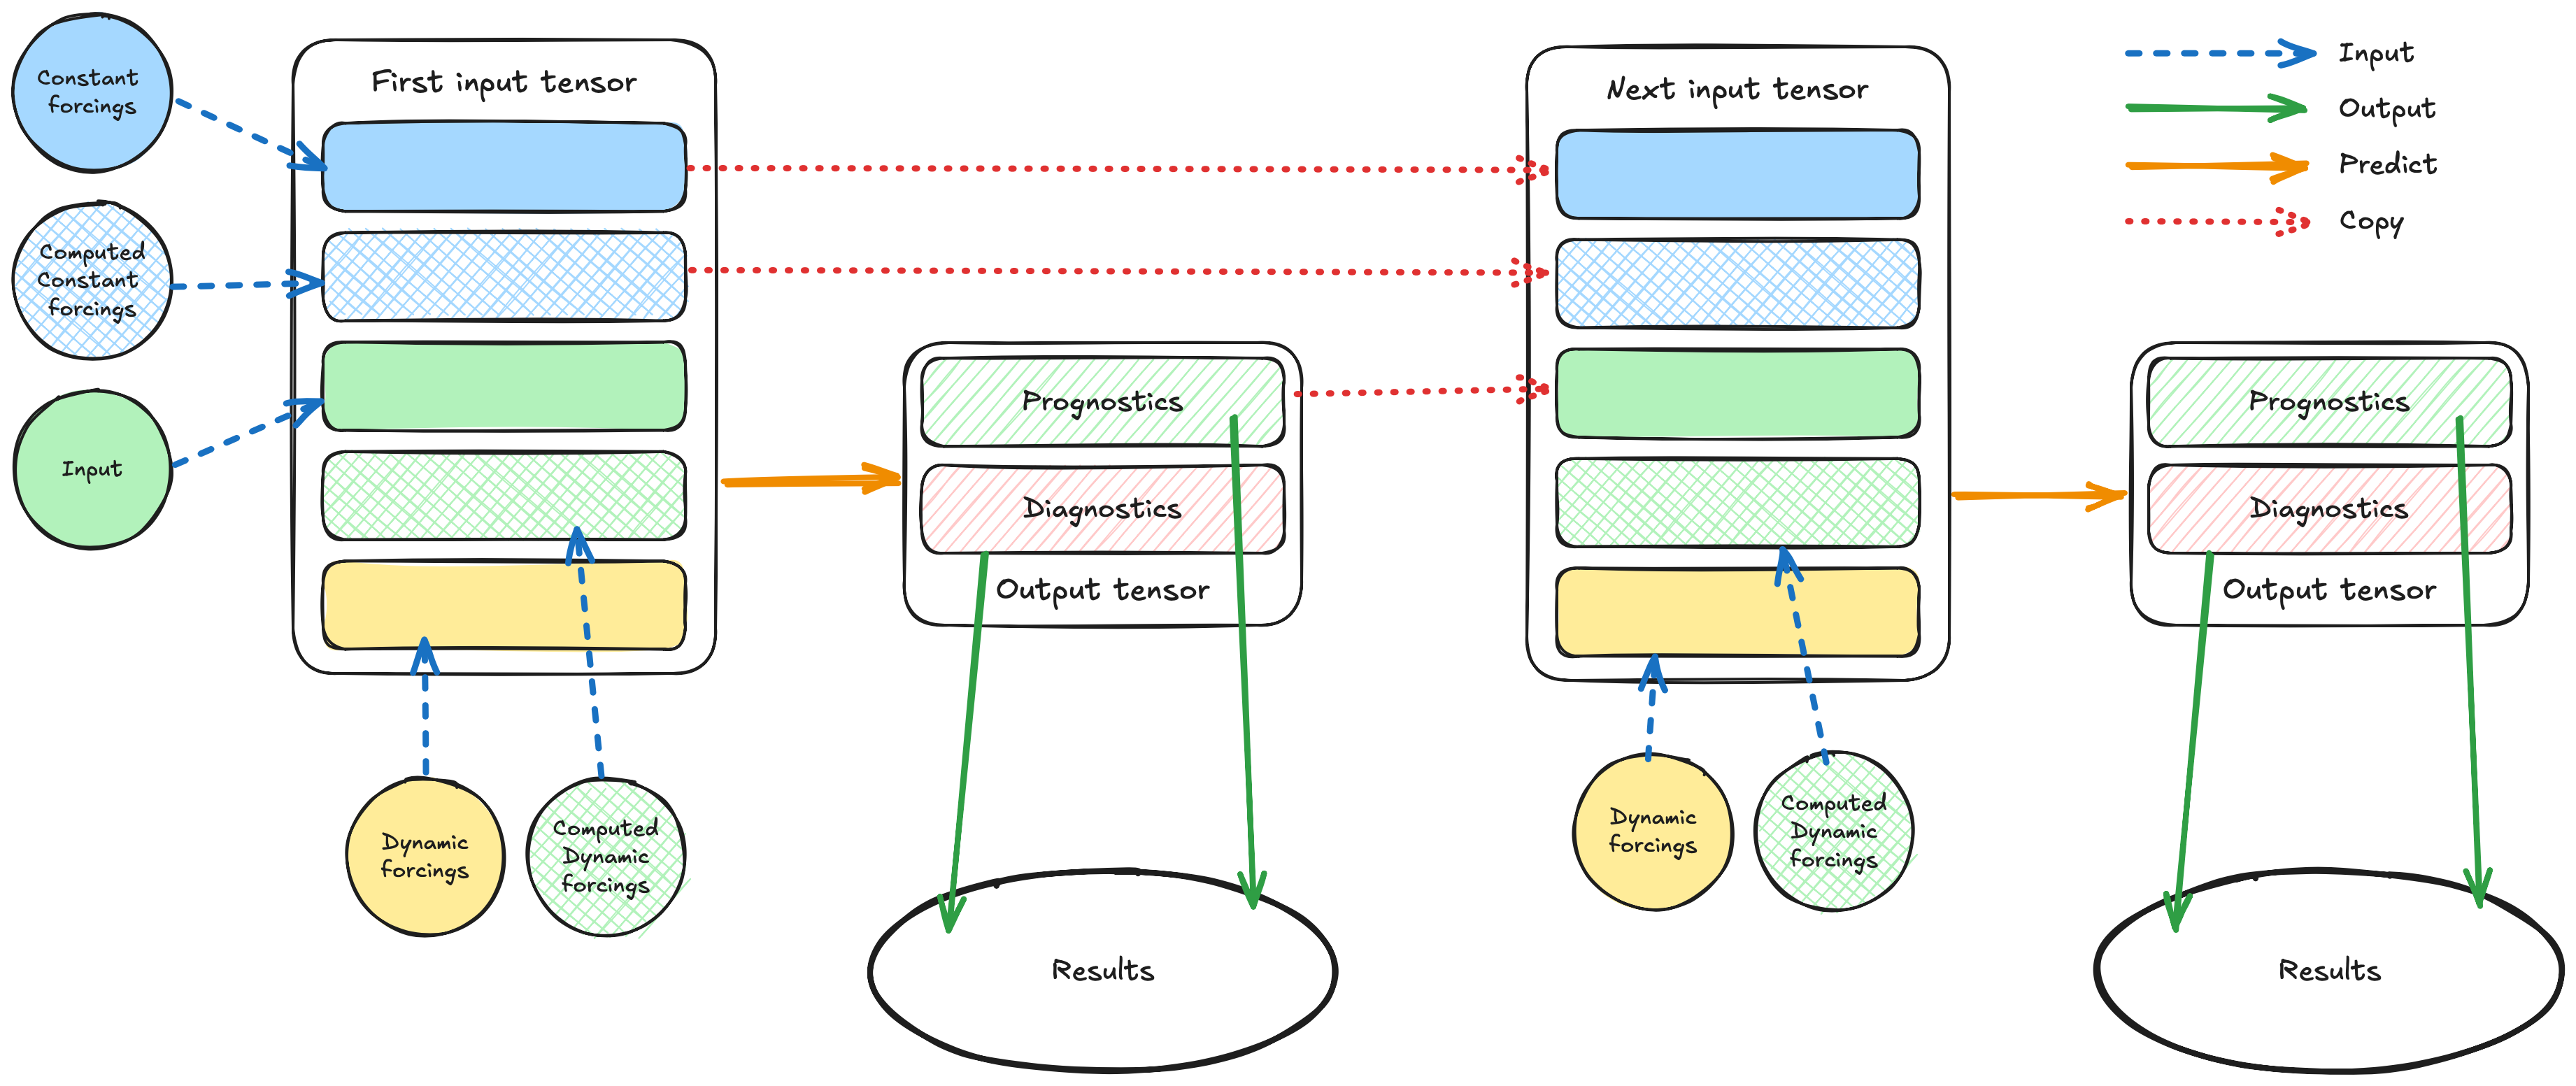 Constant
forcings
Computed
Constant
forcings
Input
First input tensor
Dynamic
forcings
Computed
Dynamic
forcings
Prognostics
Diagnostics
Output tensor
Results
Next input tensor
Dynamic
forcings
Computed
Dynamic
forcings
Prognostics
Diagnostics
Output tensor
Results
Input
Output
Predict
Copy